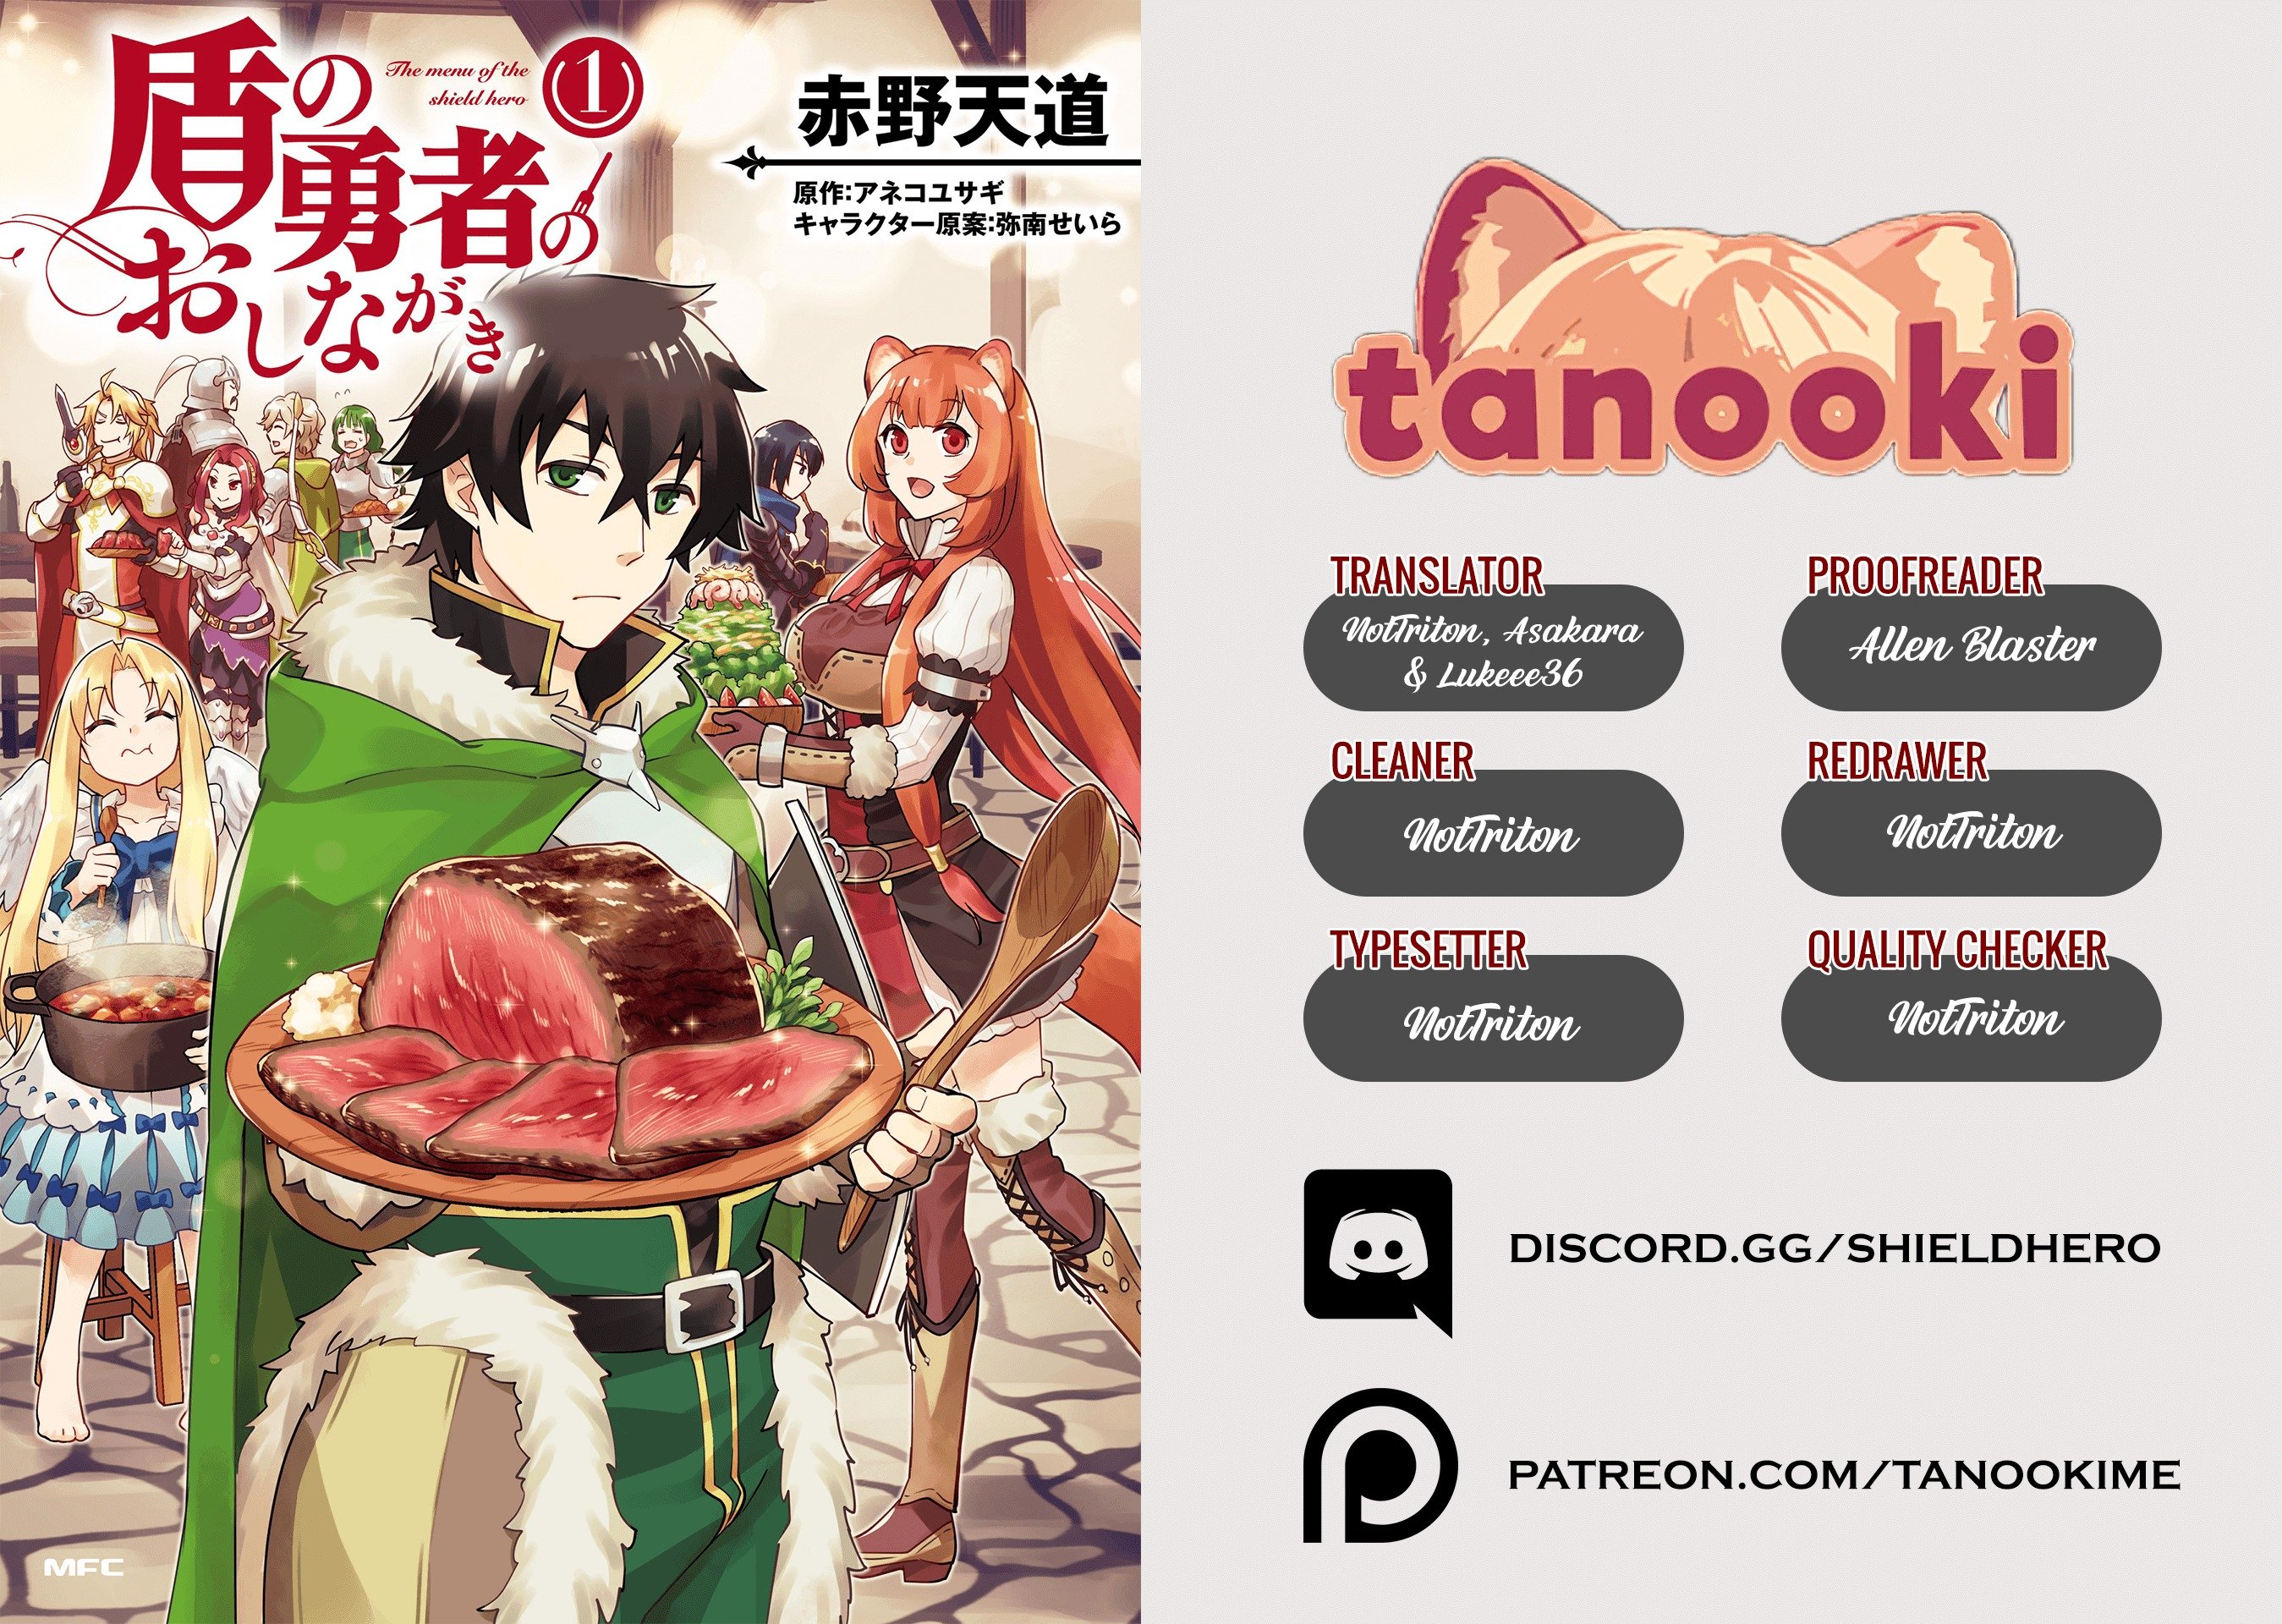 盾の勇者の
おしながき
The menu of the
shield hero
1
赤野天道
原作:アネコユサギ
キャラクター原案:弥南せいら
MFC
tanooki
TRANSLATOR
NotTriton, Asakara
& Lukeee36
PROOFREADER
Allen Blaster
CLEANER
NotTriton
REDRAWER
NotTriton
TYPESETTER
NotTriton
QUALITY CHECKER
NotTriton
DISCORD.GG/SHIELDHERO
PATREON.COM/TANOOKIME